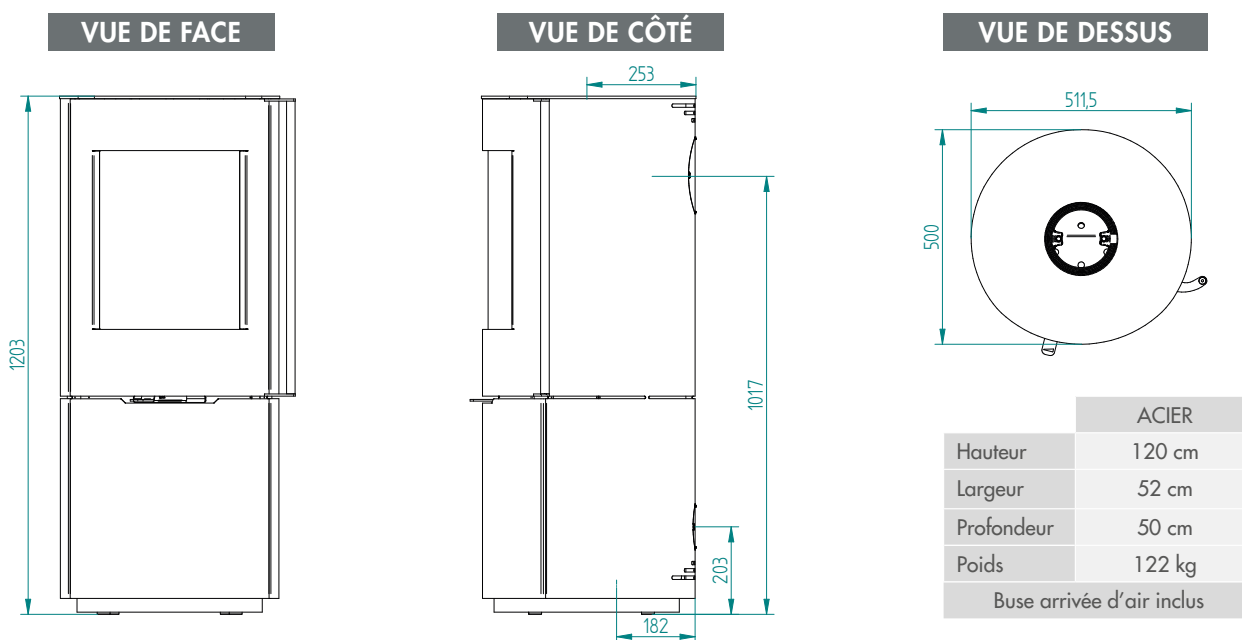 VUE DE FACE
VUE DE CÔTÉ
VUE DE DESSUS
1203
253
1017
203
182
511,5
500
ACIER
Hauteur 120 cm
Largeur 52 cm
Profondeur 50 cm
Poids 122 kg
Buse arrivée d'air inclus